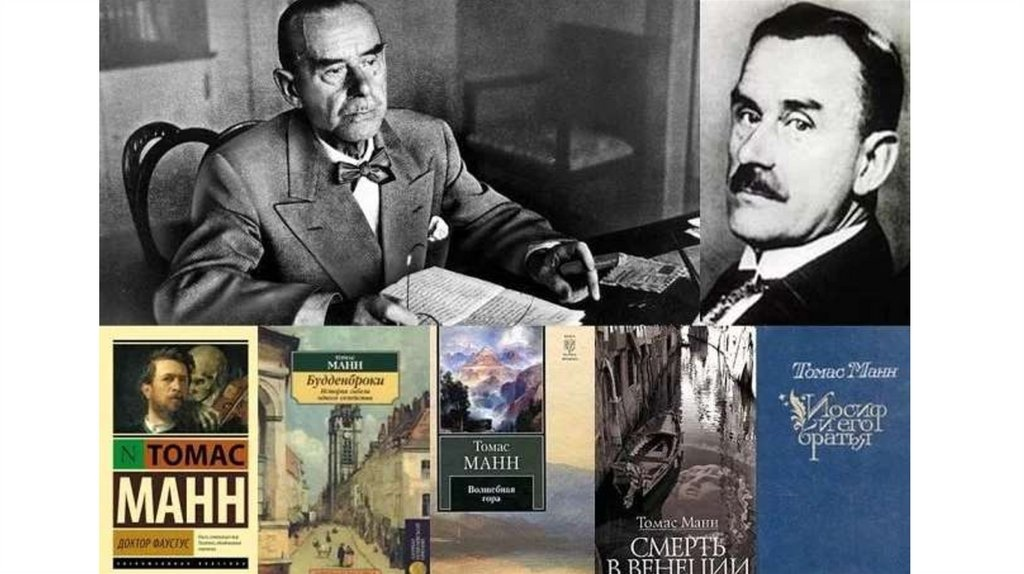 N ТОМАС
МАНН
ДОКТОР ФАУСТУС
ТОМАС
МАНН
Будденброки
История гибели
одного семейства
Томас
МАНН
Волшебная
гора
Томас Манн
СМЕРТЬ
В ВЕНЕЦИИ
Томас Манн
Иосиф
и его
братья